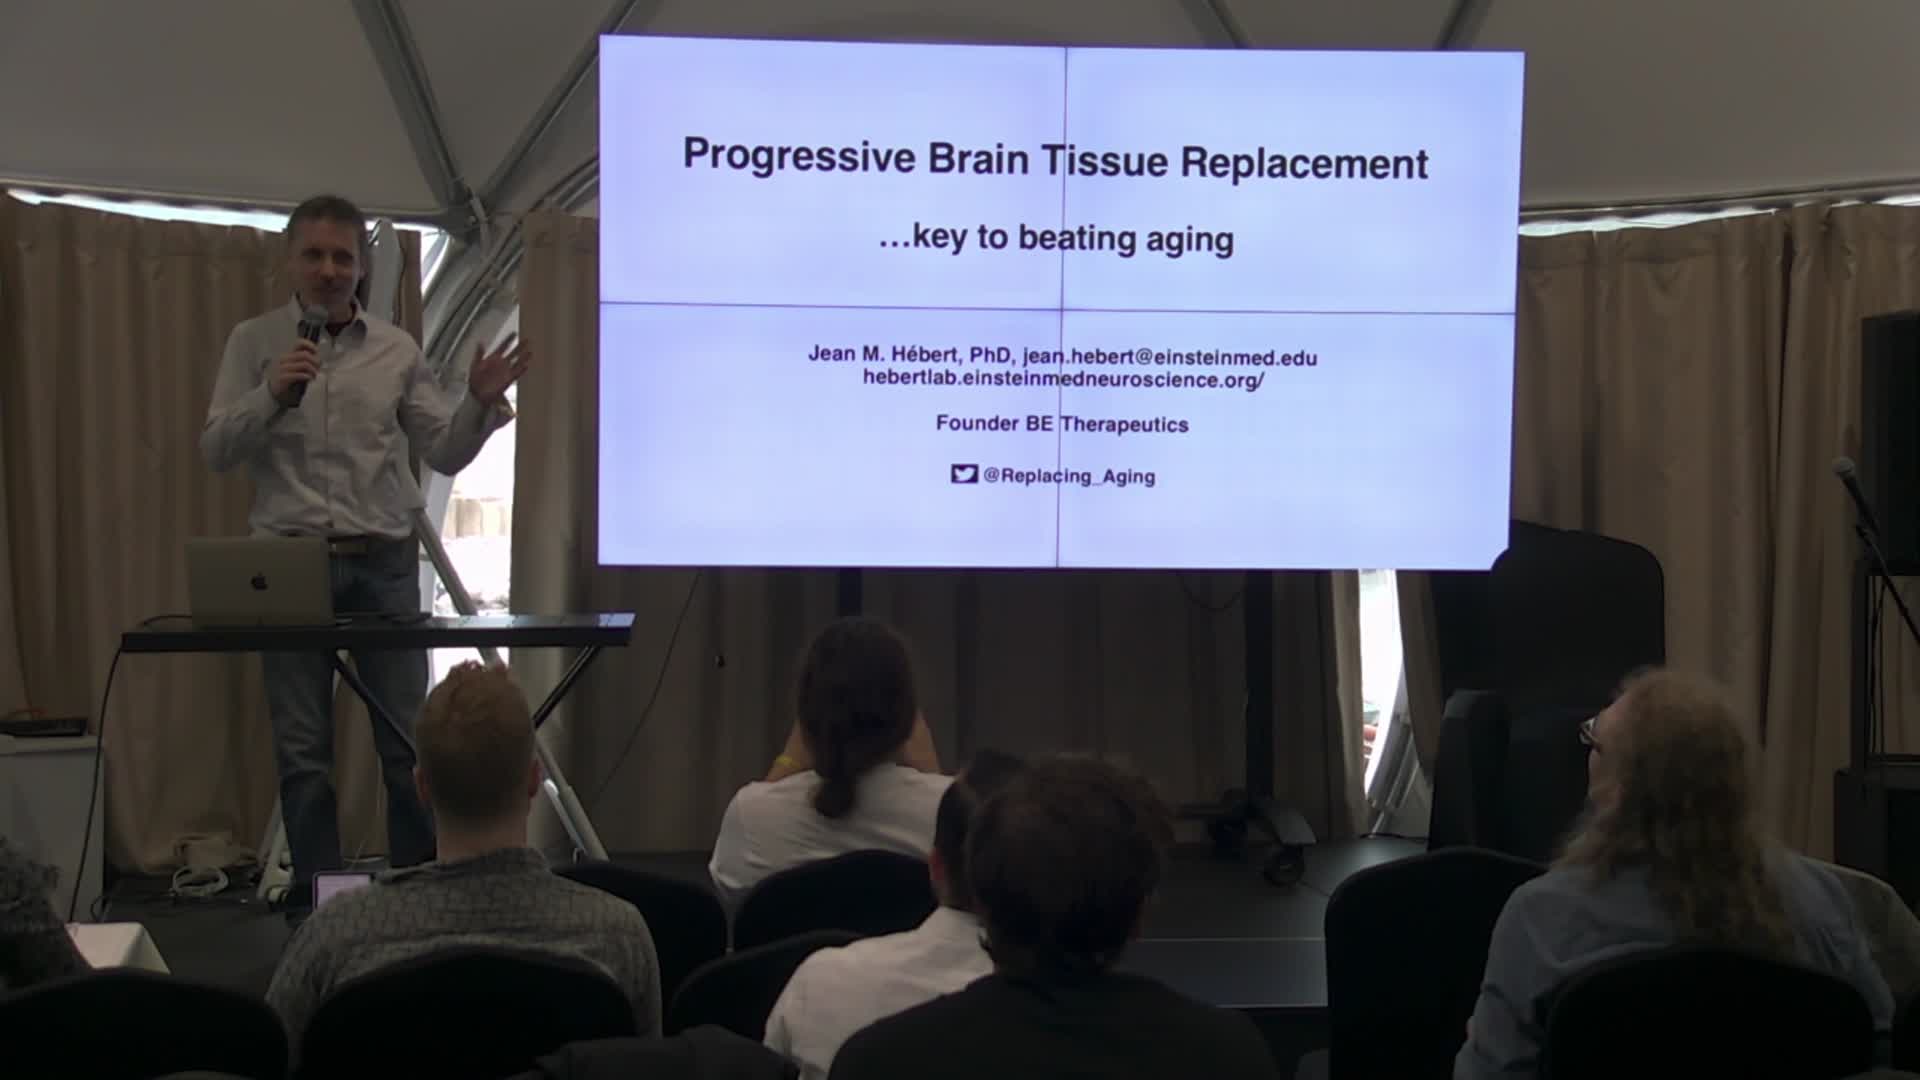 Progressive Brain Tissue Replacement
...key to beating aging
Jean M. Hébert, PhD, jean.hebert@einsteinmed.edu
hebertlab.einsteinmedneuroscience.org/
Founder BE Therapeutics
@Replacing_Aging